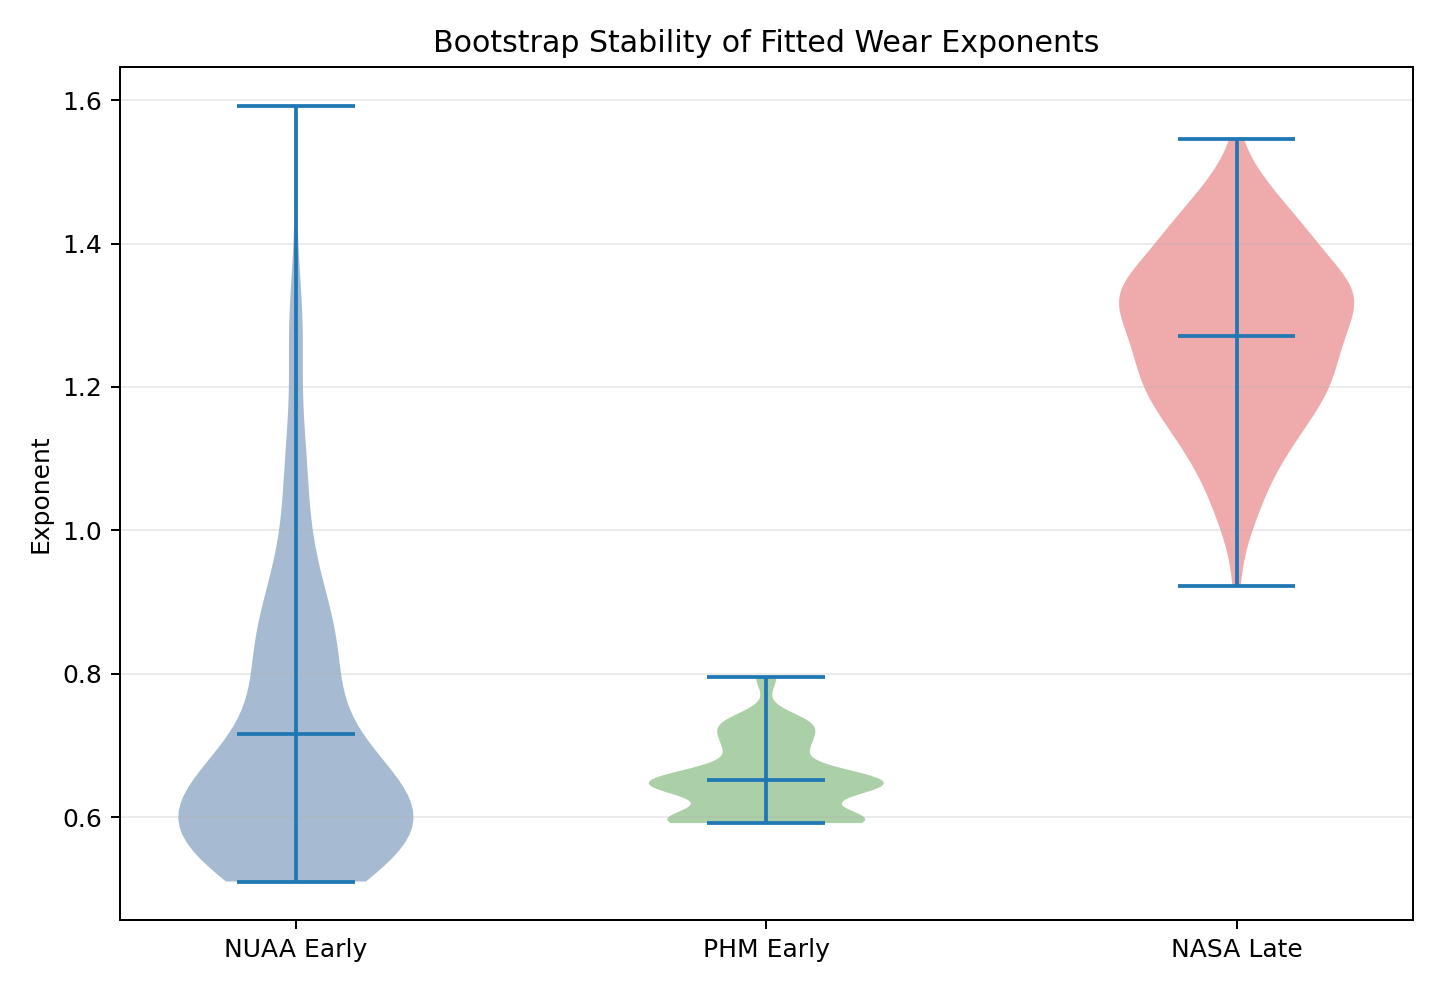 Bootstrap Stability of Fitted Wear Exponents
Exponent
1.6
1.4
1.2
1.0
0.8
0.6
NUAA Early
PHM Early
NASA Late